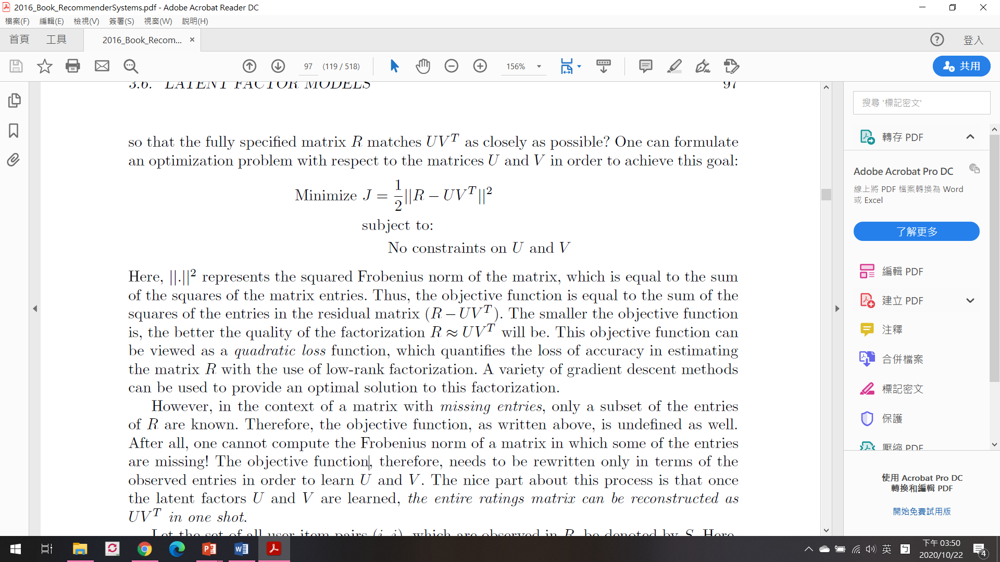 2016_Book_RecommenderSystems.pdf - Adobe Acrobat Reader DC
檔案(F) 編輯(E) 檢視(V) 簽署(S) 視窗(W) 說明(H)
首頁 工具 2016_Book_Recom... × ? 登入
97 (119 / 518) 156% 共用
3.6. LATENT FACTOR MODELS 97
so that the fully specified matrix R matches UV^T as closely as possible? One can formulate
an optimization problem with respect to the matrices U and V in order to achieve this goal:
Minimize J = 1/2 ||R − UV^T||²
subject to:
No constraints on U and V
Here, ||.||² represents the squared Frobenius norm of the matrix, which is equal to the sum
of the squares of the matrix entries. Thus, the objective function is equal to the sum of the
squares of the entries in the residual matrix (R − UV^T). The smaller the objective function
is, the better the quality of the factorization R ≈ UV^T will be. This objective function can
be viewed as a quadratic loss function, which quantifies the loss of accuracy in estimating
the matrix R with the use of low-rank factorization. A variety of gradient descent methods
can be used to provide an optimal solution to this factorization.
However, in the context of a matrix with missing entries, only a subset of the entries
of R are known. Therefore, the objective function, as written above, is undefined as well.
After all, one cannot compute the Frobenius norm of a matrix in which some of the entries
are missing! The objective function, therefore, needs to be rewritten only in terms of the
observed entries in order to learn U and V. The nice part about this process is that once
the latent factors U and V are learned, the entire ratings matrix can be reconstructed as
UV^T in one shot.
Let the set of all user-item pairs (i, j), which are observed in R, be denoted by S. Here,
搜尋 '標記密文'
轉存 PDF
Adobe Acrobat Pro DC
線上將 PDF 檔案轉換為 Word
或 Excel
了解更多
編輯 PDF
建立 PDF
注釋
合併檔案
標記密文
保護
壓縮 PDF
使用 Acrobat Pro DC
轉換和編輯 PDF
開始免費試用版
英
下午 03:50
2020/10/22
4